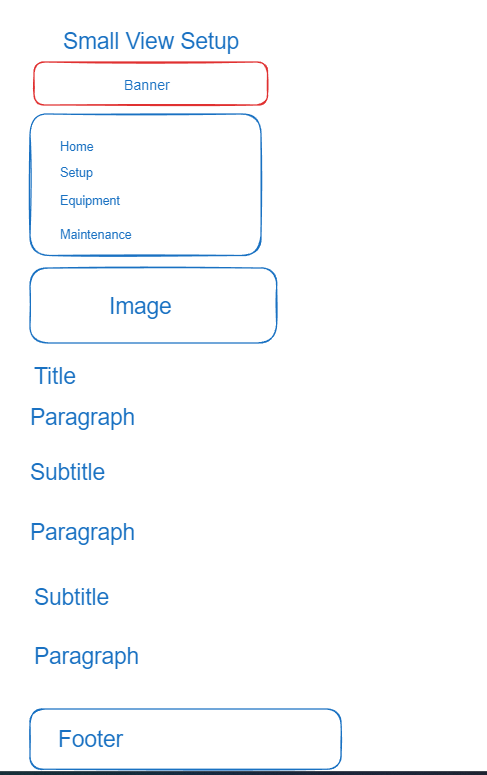 Small View Setup
Banner
Home
Setup
Equipment
Maintenance
Image
Title
Paragraph
Subtitle
Paragraph
Subtitle
Paragraph
Footer